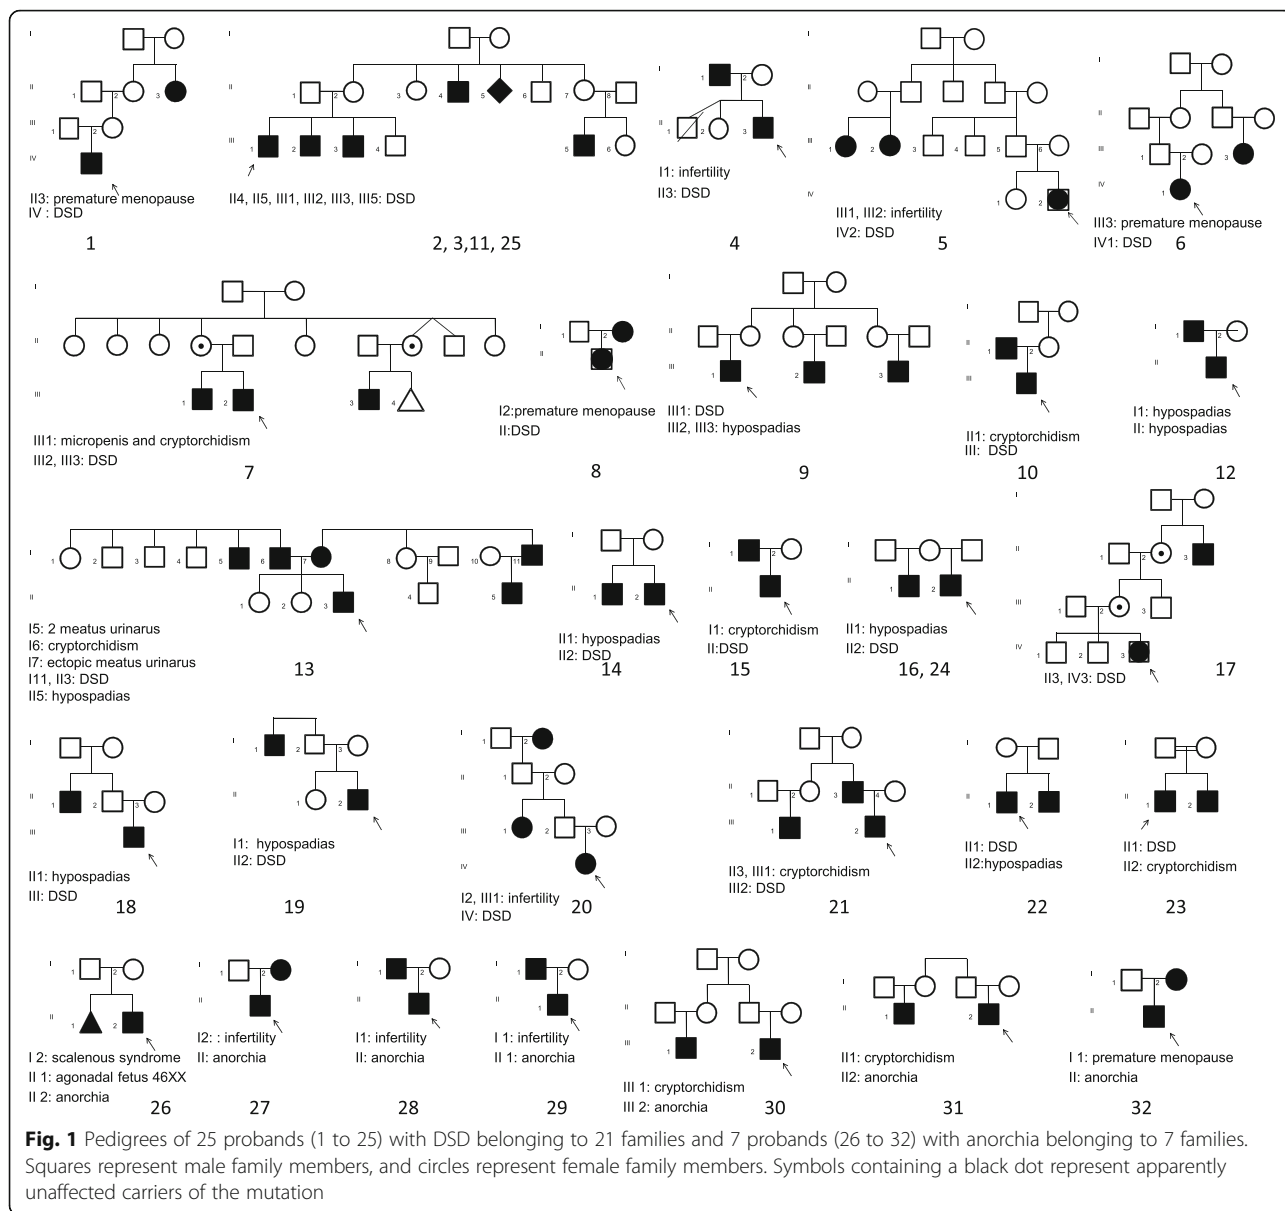 II3: premature menopause
IV : DSD
1
II4, II5, III1, III2, III3, III5: DSD
2, 3,11, 25
I1: infertility
II3: DSD
4
III1, III2: infertility
IV2: DSD
5
III3: premature menopause
IV1: DSD
6
III1: micropenis and cryptorchidism
III2, III3: DSD
7
I2:premature menopause
II:DSD
8
III1: DSD
III2, III3: hypospadias
9
II1: cryptorchidism
III: DSD
10
I1: hypospadias
II: hypospadias
12
I5: 2 meatus urinarus
I6: cryptorchidism
I7: ectopic meatus urinarus
I11, II3: DSD
II5: hypospadias
13
II1: hypospadias
II2: DSD
14
I1: cryptorchidism
II:DSD
15
II1: hypospadias
II2: DSD
16, 24
II3, IV3: DSD
17
II1: hypospadias
III: DSD
18
I1: hypospadias
II2: DSD
19
I2, III1: infertility
IV: DSD
20
II3, III1: cryptorchidism
III2: DSD
21
II1: DSD
II2:hypospadias
22
II1: DSD
II2: cryptorchidism
23
I 2: scalenous syndrome
II 1: agonadal fetus 46XX
II 2: anorchia
26
I2: : infertility
II: anorchia
27
I1: infertility
II: anorchia
28
I 1: infertility
II 1: anorchia
29
III 1: cryptorchidism
III 2: anorchia
30
II1: cryptorchidism
II2: anorchia
31
I 1: premature menopause
II: anorchia
32
Fig. 1 Pedigrees of 25 probands (1 to 25) with DSD belonging to 21 families and 7 probands (26 to 32) with anorchia belonging to 7 families.
Squares represent male family members, and circles represent female family members. Symbols containing a black dot represent apparently
unaffected carriers of the mutation